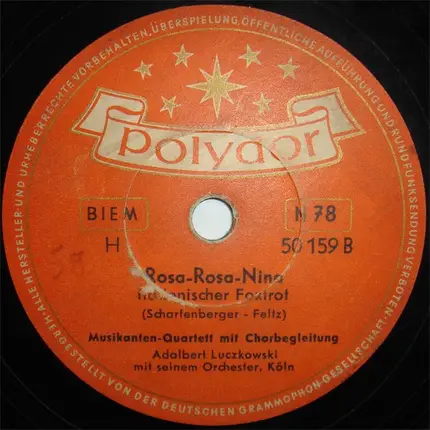 polydor
BIEM
N 78
H
50 159 B
Rosa-Rosa-Nina
(Scharfenberger - Feltz)
Foxtrot
Musikanten-Quartett mit Chorbegleitung
Adalbert Luczkowski
mit seinem Orchester, Köln
ALLE HERSTELLER- UND URHEBERRECHTE VORBEHALTEN, ÜBERSPIELUNG, ÖFFENTLICHE AUFFÜHRUNG UND RUNDFUNKSENDUNG VERBOTEN
HERGESTELLT VON DER DEUTSCHEN GRAMMOPHON-GESELLSCHAFT